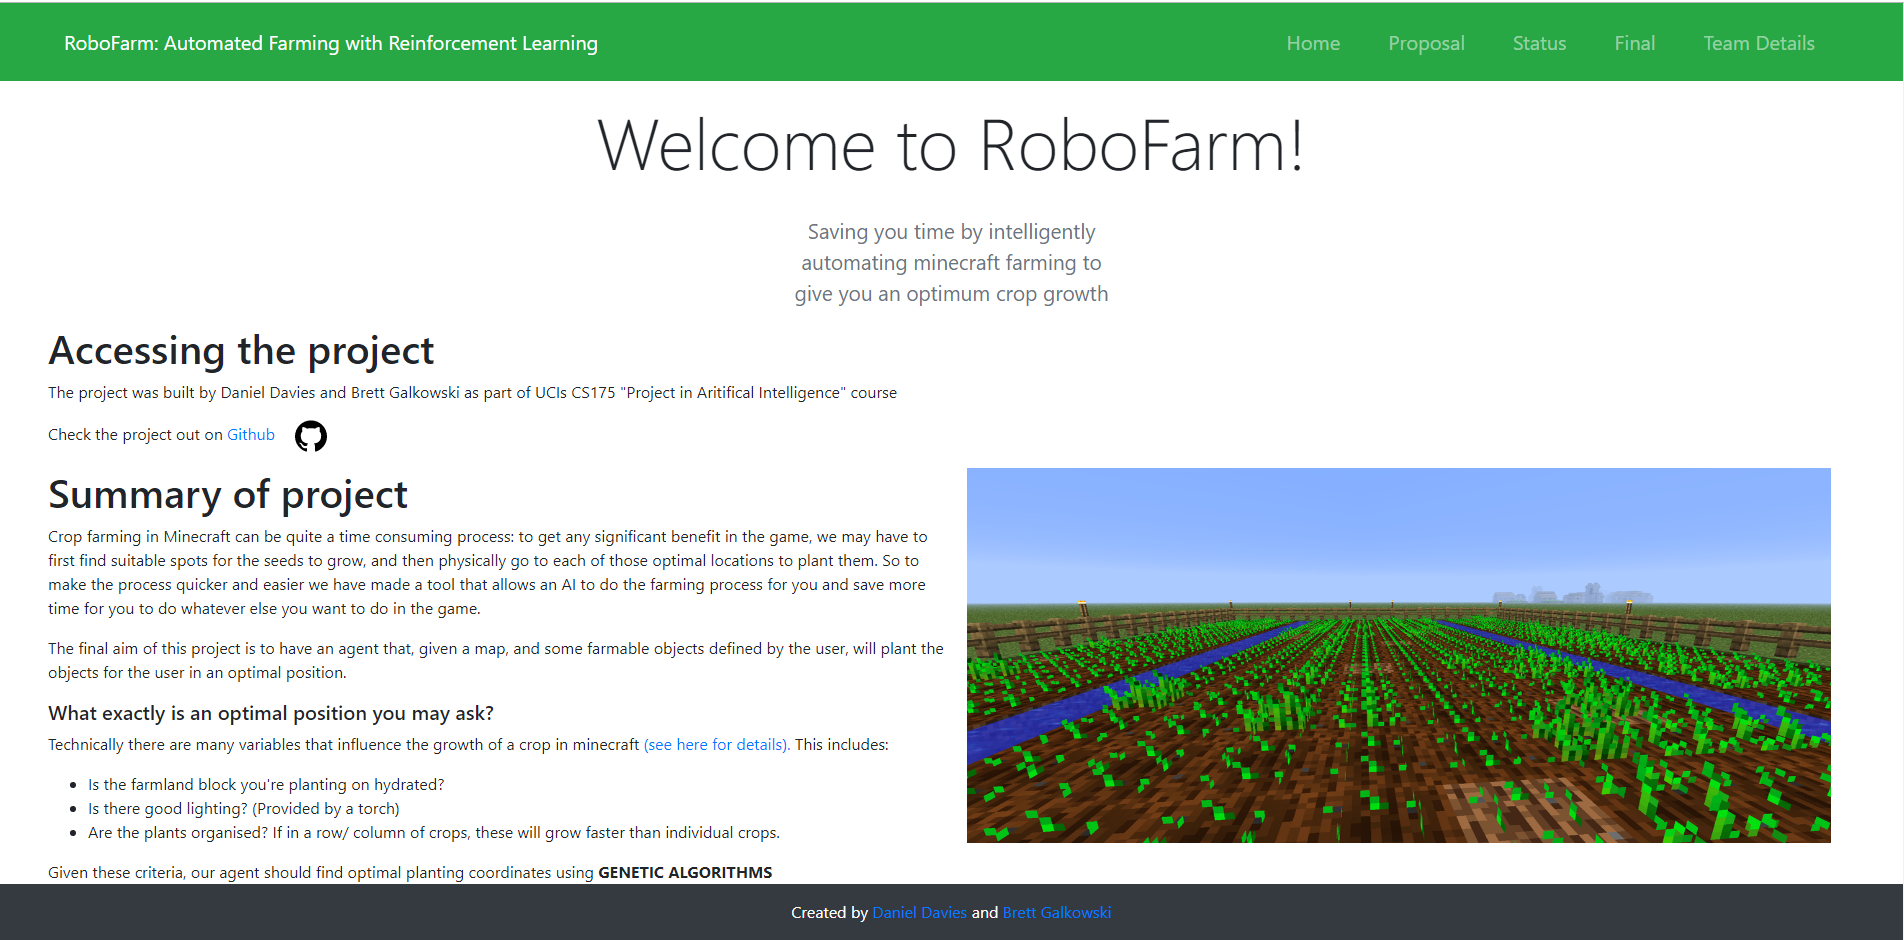 RoboFarm: Automated Farming with Reinforcement Learning
Home
Proposal
Status
Final
Team Details
Welcome to RoboFarm!
Saving you time by intelligently
automating minecraft farming to
give you an optimum crop growth
Accessing the project
The project was built by Daniel Davies and Brett Galkowski as part of UCIs CS175 "Project in Aritifical Intelligence" course
Check the project out on Github
Summary of project
Crop farming in Minecraft can be quite a time consuming process: to get any significant benefit in the game, we may have to
first find suitable spots for the seeds to grow, and then physically go to each of those optimal locations to plant them. So to
make the process quicker and easier we have made a tool that allows an AI to do the farming process for you and save more
time for you to do whatever else you want to do in the game.
The final aim of this project is to have an agent that, given a map, and some farmable objects defined by the user, will plant the
objects for the user in an optimal position.
What exactly is an optimal position you may ask?
Technically there are many variables that influence the growth of a crop in minecraft (see here for details). This includes:
• Is the farmland block you're planting on hydrated?
• Is there good lighting? (Provided by a torch)
• Are the plants organised? If in a row/ column of crops, these will grow faster than individual crops.
Given these criteria, our agent should find optimal planting coordinates using GENETIC ALGORITHMS
Created by Daniel Davies and Brett Galkowski